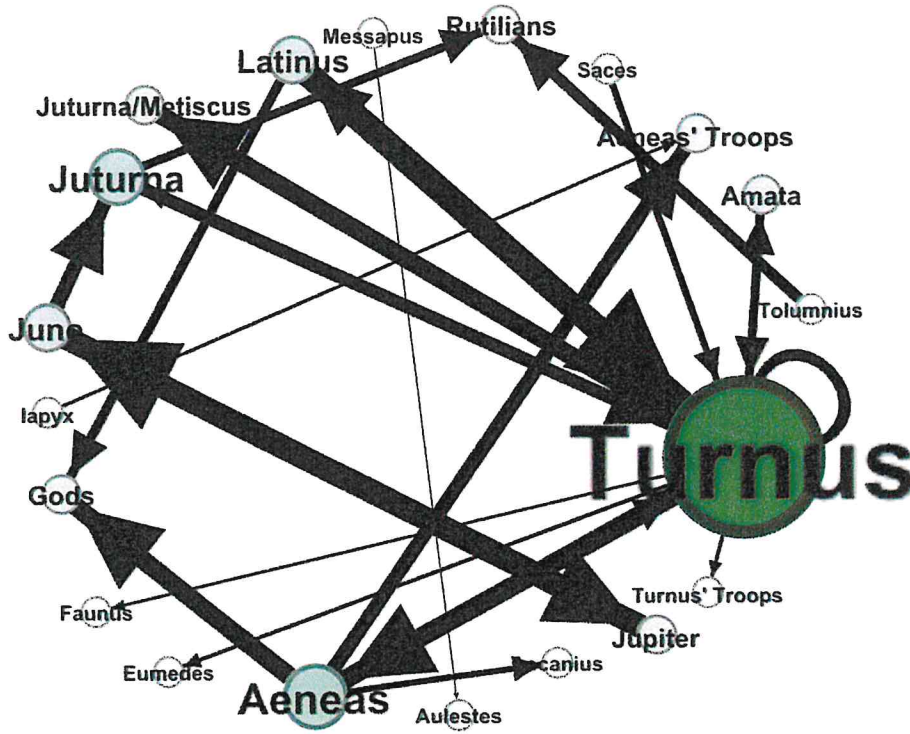 Messapus
Rutilians
Latinus
Saces
Juturna/Metiscus
Aeneas' Troops
Juturna
Amata
Tolumnius
Juno
Iapyx
Turnus
Gods
Turnus' Troops
Faunus
Jupiter
Ascanius
Eumedes
Aeneas
Aulestes